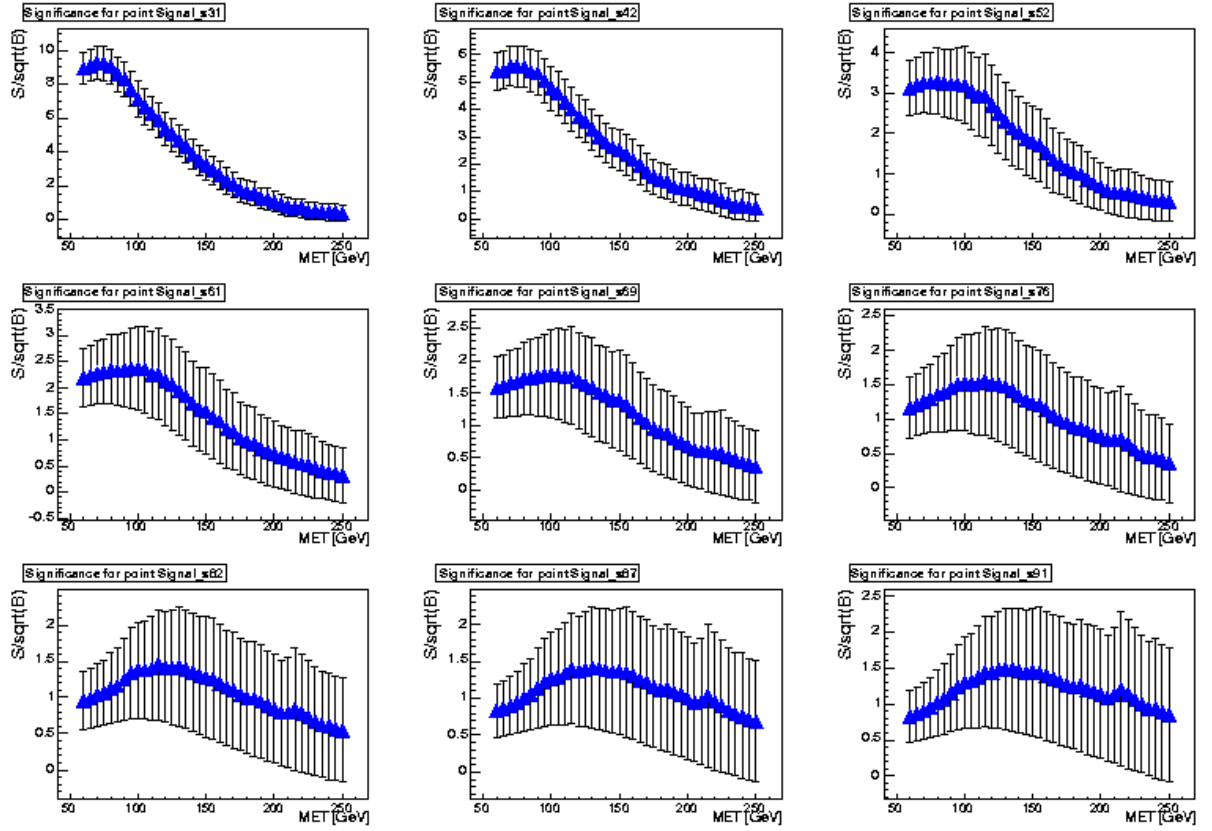 Significance for point Signal_s31
S/sqrt(B)
10
8
6
4
2
0
50 100 150 200 250
MET [GeV]
Significance for point Signal_s42
S/sqrt(B)
6
5
4
3
2
1
0
50 100 150 200 250
MET [GeV]
Significance for point Signal_s52
S/sqrt(B)
4
3
2
1
0
50 100 150 200 250
MET [GeV]
Significance for point Signal_s61
S/sqrt(B)
3.5
3
2.5
2
1.5
1
0.5
0
-0.5
50 100 150 200 250
MET [GeV]
Significance for point Signal_s69
S/sqrt(B)
2.5
2
1.5
1
0.5
0
50 100 150 200 250
MET [GeV]
Significance for point Signal_s76
S/sqrt(B)
2.5
2
1.5
1
0.5
0
50 100 150 200 250
MET [GeV]
Significance for point Signal_s82
S/sqrt(B)
2
1.5
1
0.5
0
50 100 150 200 250
MET [GeV]
Significance for point Signal_s87
S/sqrt(B)
2
1.5
1
0.5
0
50 100 150 200 250
MET [GeV]
Significance for point Signal_s91
S/sqrt(B)
2.5
2
1.5
1
0.5
0
50 100 150 200 250
MET [GeV]